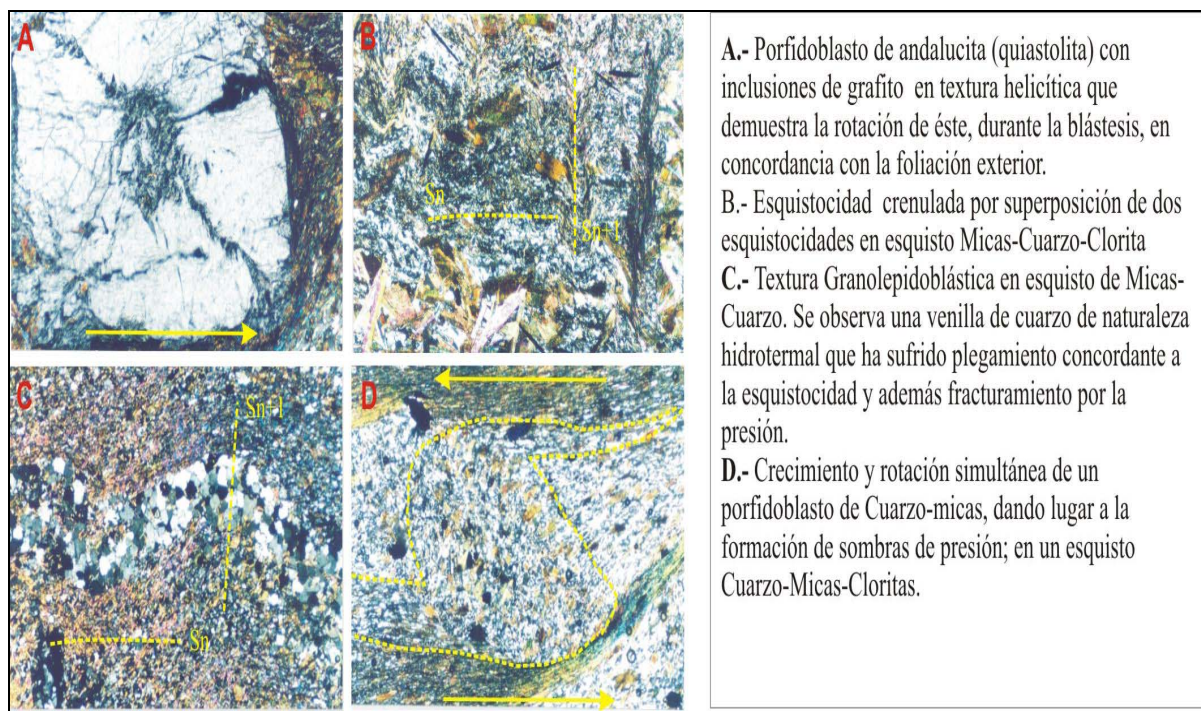 A
B
Sn
Sn+1
C
Sn+1
Sn
D
A.- Porfidoblasto de andalucita (quiastolita) con
inclusiones de grafito en textura helicítica que
demuestra la rotación de éste, durante la blástesis, en
concordancia con la foliación exterior.
B.- Esquistocidad crenulada por superposición de dos
esquistocidades en esquisto Micas-Cuarzo-Clorita
C.- Textura Granolepidoblástica en esquisto de Micas-
Cuarzo. Se observa una venilla de cuarzo de naturaleza
hidrotermal que ha sufrido plegamiento concordante a
la esquistocidad y además fracturamiento por la
presión.
D.- Crecimiento y rotación simultánea de un
porfidoblasto de Cuarzo-micas, dando lugar a la
formación de sombras de presión; en un esquisto
Cuarzo-Micas-Cloritas.